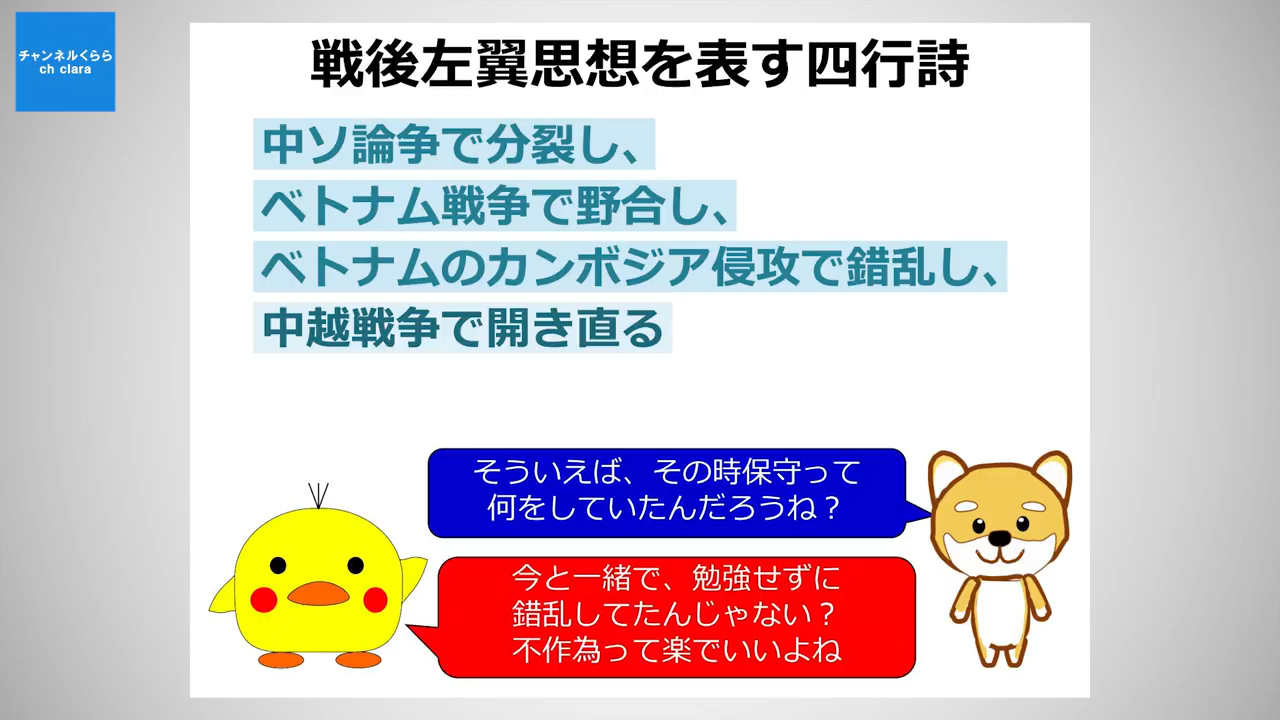 チャンネルくらら
ch clara
戦後左翼思想を表す四行詩
中ソ論争で分裂し、
ベトナム戦争で野合し、
ベトナムのカンボジア侵攻で錯乱し、
中越戦争で開き直る
そういえば、その時保守って
何をしていたんだろうね？
今と一緒で、勉強せずに
錯乱してたんじゃない？
不作為って楽でいいよね